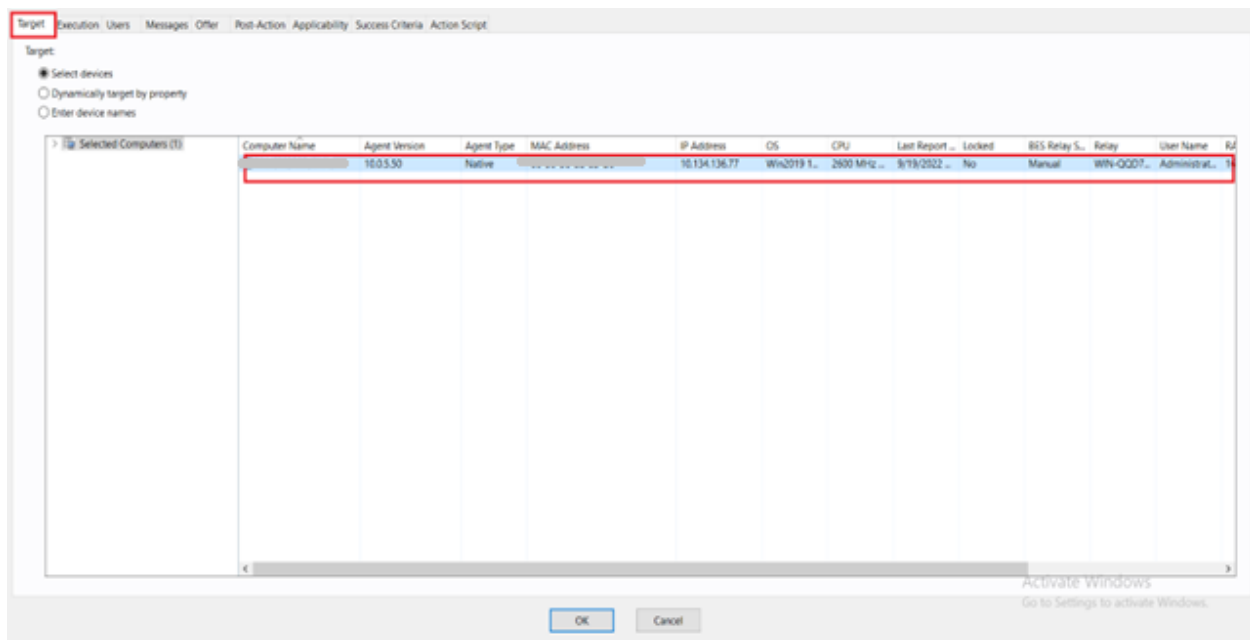 Target Execution Users Messages Offer Post-Action Applicability Success Criteria Action Script
Target:
Select devices
Dynamically target by property
Enter device names
Selected Computers (1)
Computer Name Agent Version Agent Type MAC Address IP Address OS CPU Last Report ... Locked BES Relay S... Relay User Name RA
10.0.5.50 Native 10.134.136.77 Win2019 1... 2600 MHz ... 9/19/2022 ... No Manual WIN-QQD7... Administrat...
Activate Windows
Go to Settings to activate Windows.
OK Cancel